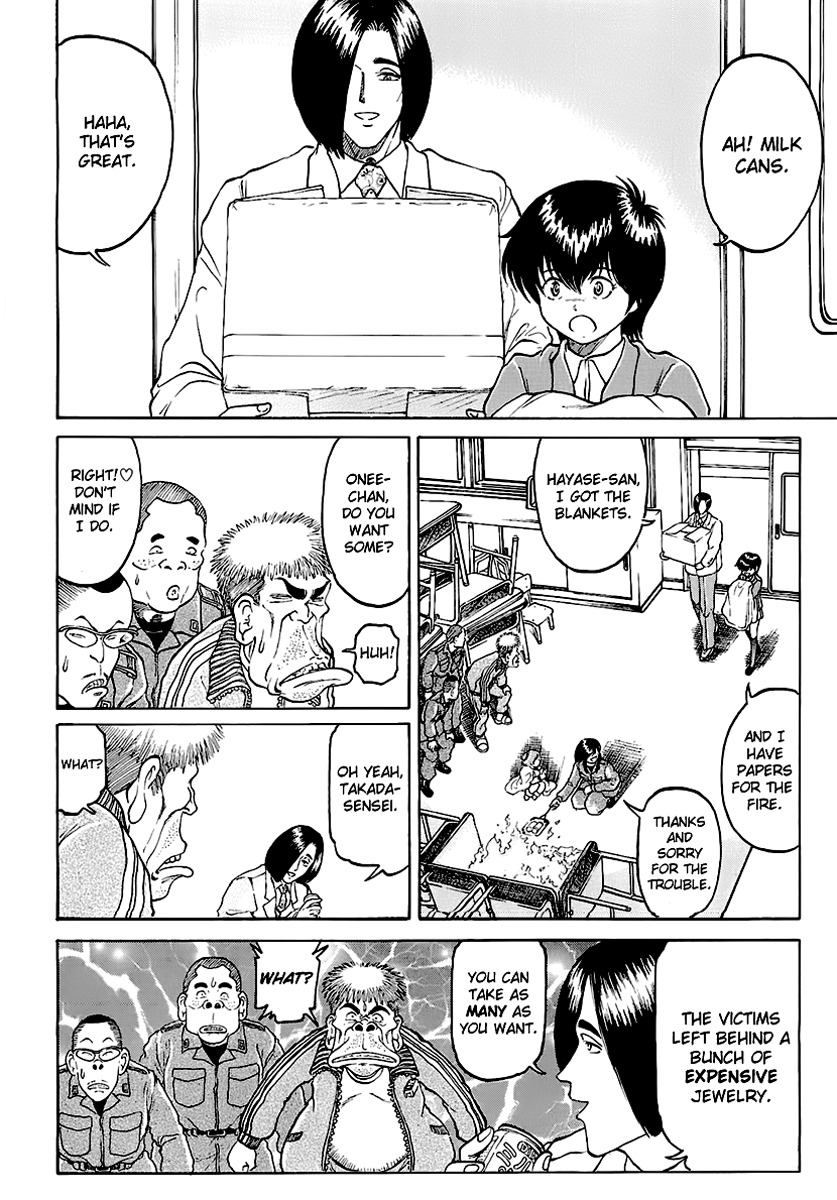 AH! MILK
CANS.
HAHA,
THAT'S
GREAT.
HAYASE-SAN,
I GOT THE
BLANKETS.
AND I
HAVE
PAPERS
FOR THE
FIRE.
THANKS
AND
SORRY
FOR THE
TROUBLE.
ONEE-
CHAN,
DO YOU
WANT
SOME?
HUH!
RIGHT!♡
DON'T
MIND IF
I DO.
OH YEAH,
TAKADA-
SENSEI.
WHAT?
THE VICTIMS
LEFT BEHIND A
BUNCH OF
EXPENSIVE
JEWELRY.
YOU CAN
TAKE AS
MANY AS
YOU WANT.
WHAT?